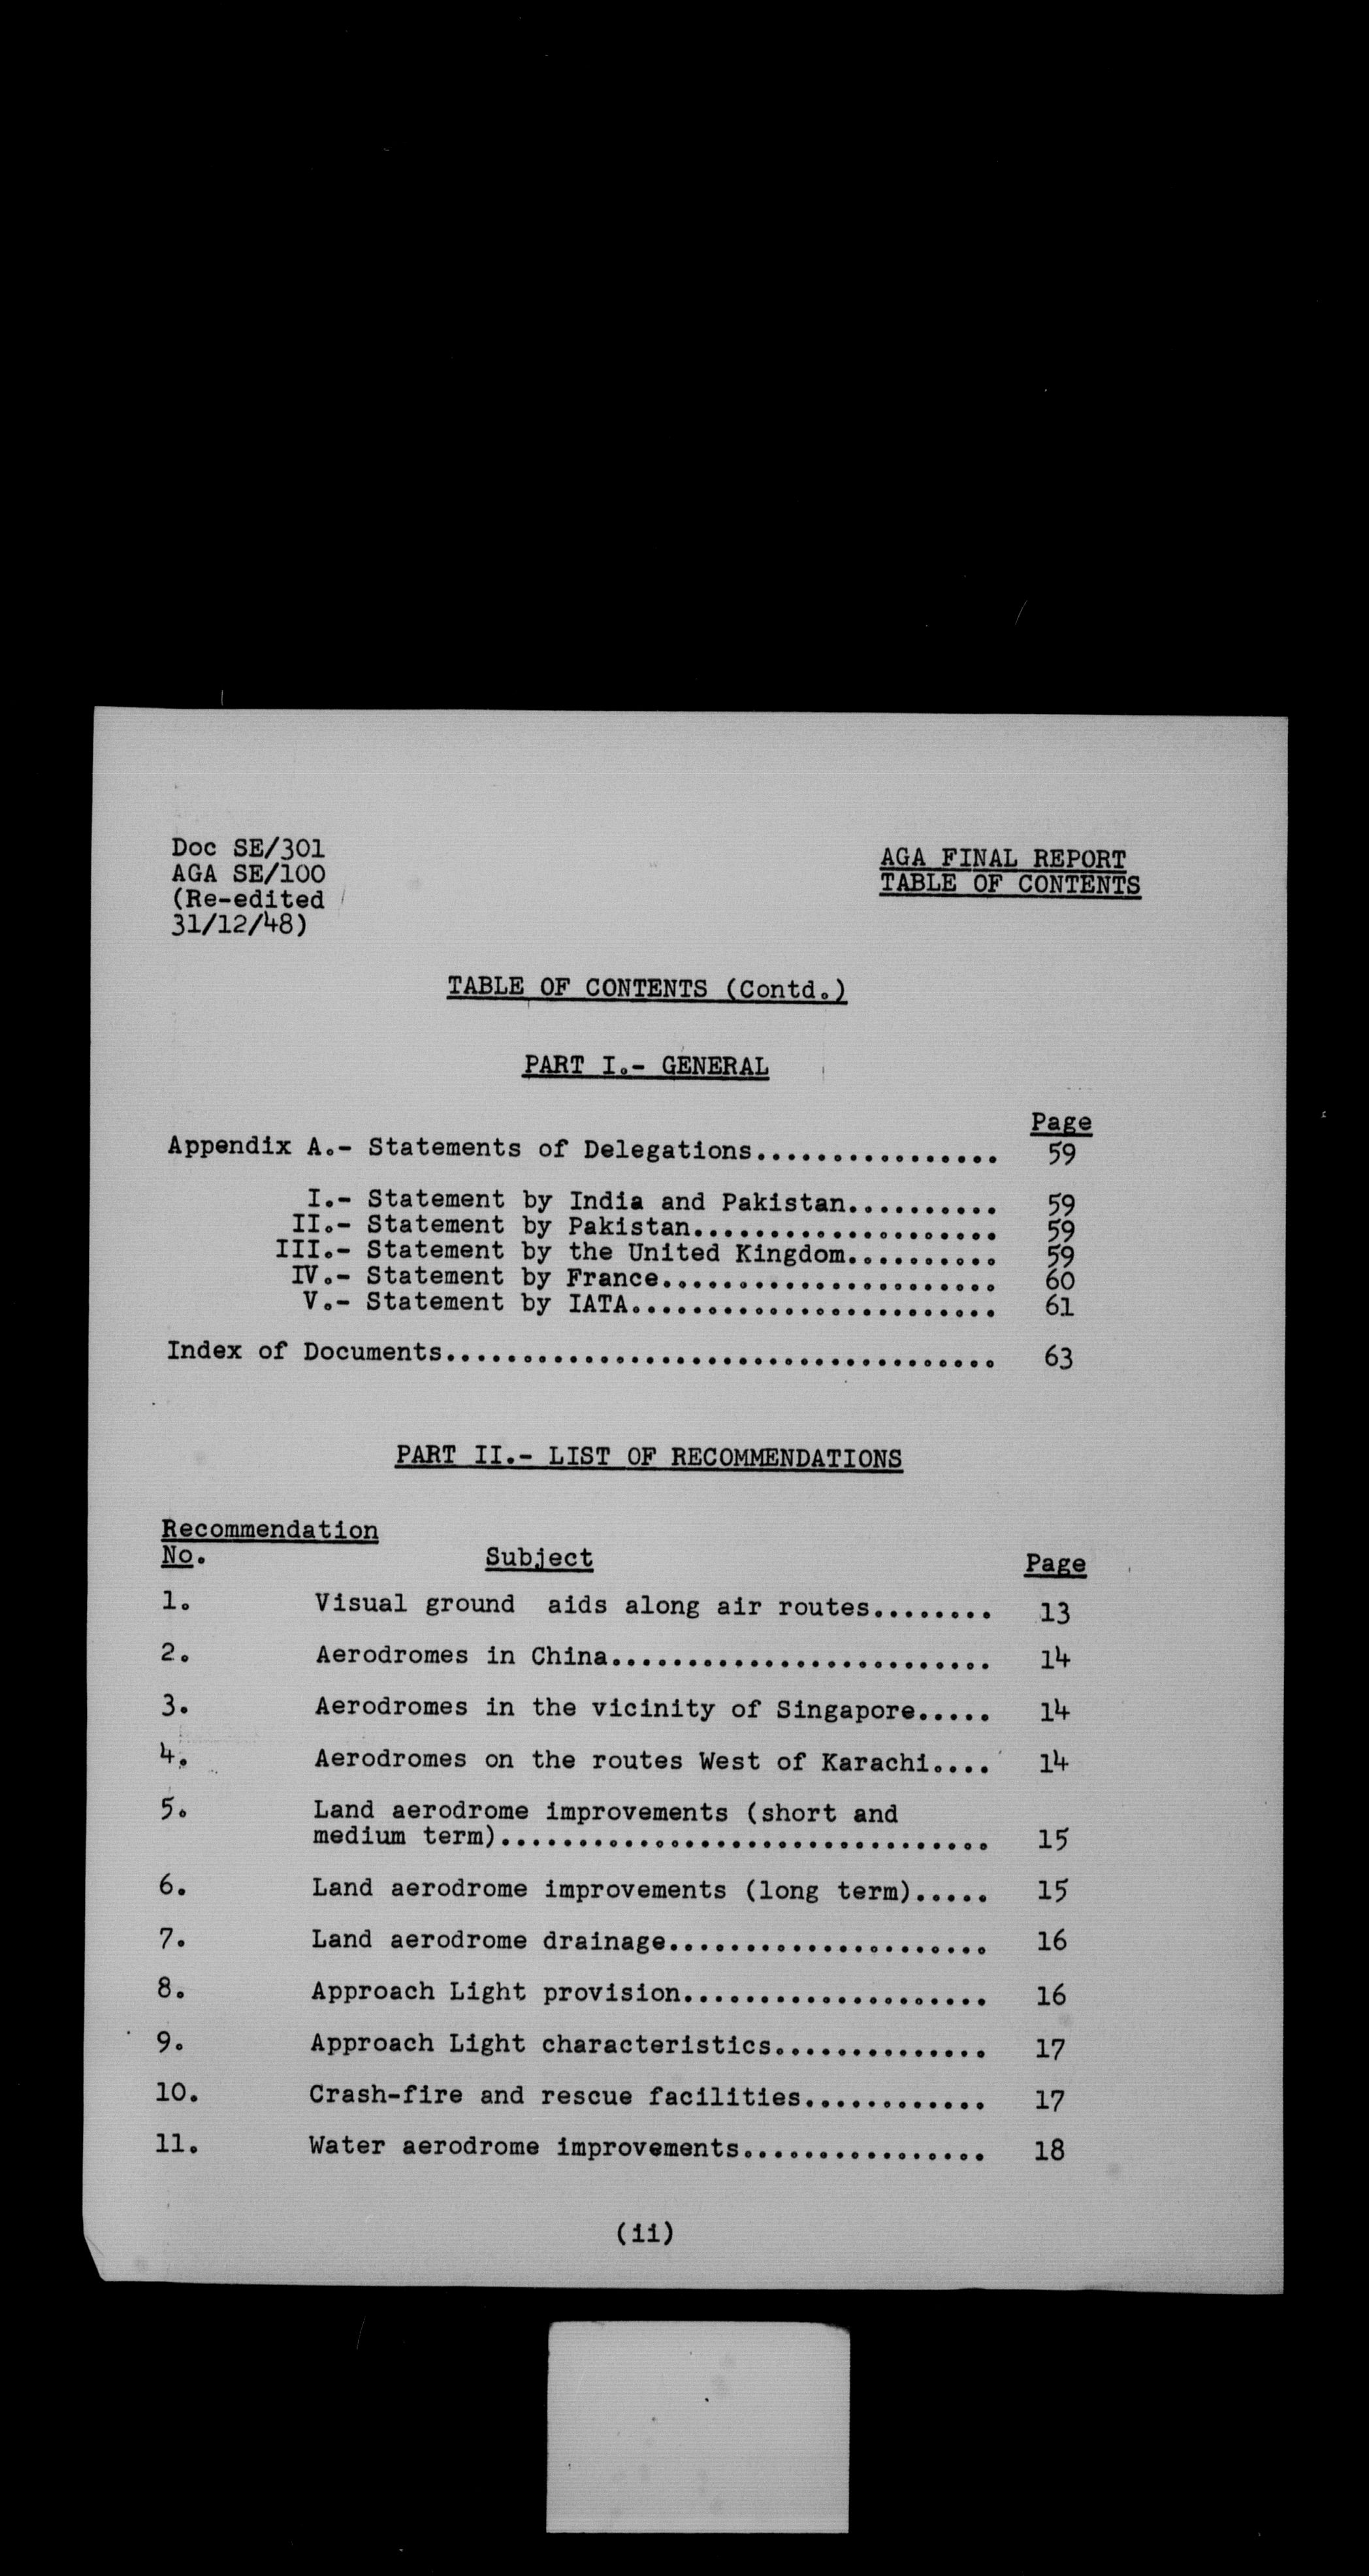 Doc SE/301
AGA SE/100
(Re-edited
31/12/48)
AGA FINAL REPORT
TABLE OF CONTENTS
TABLE OF CONTENTS (Contd.)
PART I.- GENERAL
Page
Appendix A.- Statements of Delegations................ 59
I.- Statement by India and Pakistan.......... 59
II.- Statement by Pakistan.................... 59
III.- Statement by the United Kingdom.......... 59
IV.- Statement by France...................... 60
V.- Statement by IATA........................ 61
Index of Documents.................................... 63
PART II.- LIST OF RECOMMENDATIONS
Recommendation
No. Subject Page
1. Visual ground aids along air routes........ 13
2. Aerodromes in China......................... 14
3. Aerodromes in the vicinity of Singapore..... 14
4. Aerodromes on the routes West of Karachi.... 14
5. Land aerodrome improvements (short and
medium term)................................ 15
6. Land aerodrome improvements (long term)..... 15
7. Land aerodrome drainage..................... 16
8. Approach Light provision.................... 16
9. Approach Light characteristics.............. 17
10. Crash-fire and rescue facilities............ 17
11. Water aerodrome improvements................ 18
(ii)